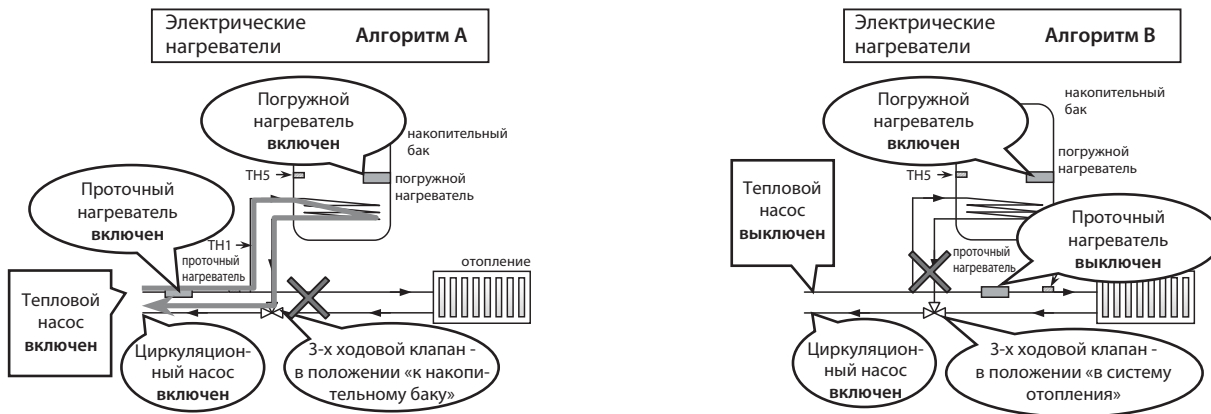 Электрические
нагреватели
Алгоритм А
Погружной
нагреватель
включен
накопительный
бак
TH5
погружной
нагреватель
Проточный
нагреватель
включен
TH1
проточный
нагреватель
отопление
Тепловой
насос
включен
Циркуляцион-
ный насос
включен
3-х ходовой клапан -
в положении «к накопи-
тельному баку»
Электрические
нагреватели
Алгоритм В
Погружной
нагреватель
включен
накопительный
бак
TH5
погружной
нагреватель
Тепловой
насос
выключен
Проточный
нагреватель
выключен
проточный
нагреватель
Циркуляцион-
ный насос
включен
3-х ходовой клапан -
в положении «в систему
отопления»